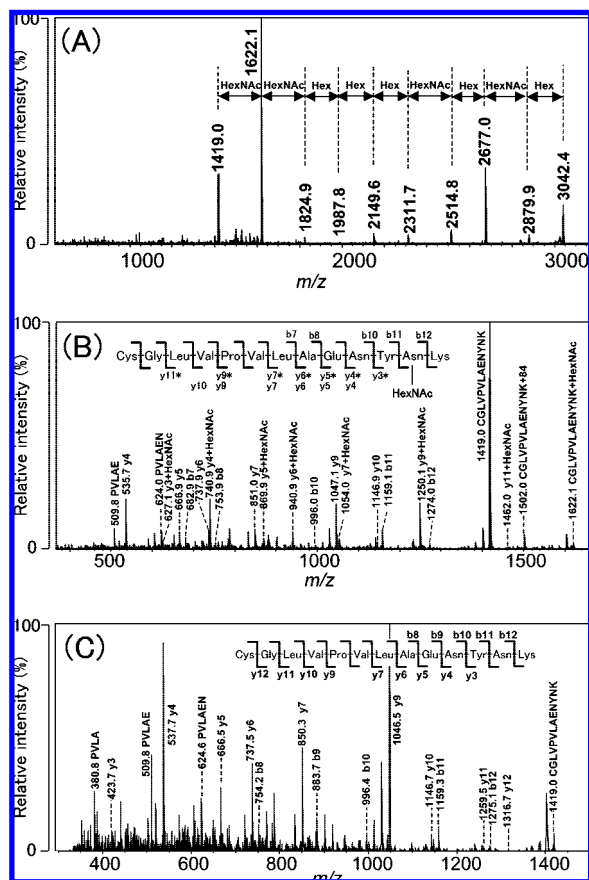 (A)
100
Relative intensity (%)
0
1419.0
1622.1
1824.9
1987.8
2149.6
2311.7
2514.8
2677.0
2879.9
3042.4
HexNAc HexNAc Hex Hex Hex HexNAc Hex HexNAc Hex
1000 2000 3000
m/z
(B)
100
Relative intensity (%)
0
b7 b8 b10 b11 b12
Cys-Gly-Leu-Val-Pro-Val-Leu-Ala-Glu-Asn-Tyr-Asn-Lys
y11* y9* y7* y6* y5* y4* y3*
y10 y9 y7 y6 y5 y4
HexNAc
509.8 PVLAE
535.7 y4
624.0 PVLAEN
627.1 y3+HexNAc
666.9 y5
682.9 b7
737.9 y6
740.9 y4+HexNAc
753.9 b8
851.0 y7
869.9 y5+HexNAc
940.9 y6+HexNAc
996.0 b10
1047.1 y9
1054.0 y7+HexNAc
1146.9 y10
1159.1 b11
1250.1 y9+HexNAc
1274.0 b12
1419.0 CGLVPVLAENYNK
1462.0 y11+HexNAc
1502.0 CGLVPVLAENYNK+84
1622.1 CGLVPVLAENYNK+HexNAc
500 1000 1500
m/z
(C)
100
Relative intensity (%)
0
b8 b9 b10 b11 b12
Cys-Gly-Leu-Val-Pro-Val-Leu-Ala-Glu-Asn-Tyr-Asn-Lys
y12 y11 y10 y9 y7 y6 y5 y4 y3
380.8 PVLA
423.7 y3
509.8 PVLAE
537.7 y4
624.6 PVLAEN
666.5 y5
737.5 y6
754.2 b8
850.3 y7
883.7 b9
996.4 b10
1046.5 y9
1146.7 y10
1159.3 b11
1259.5 y11
1275.1 b12
1316.7 y12
1419.0 CGLVPVLAENYNK
400 600 800 1000 1200 1400
m/z